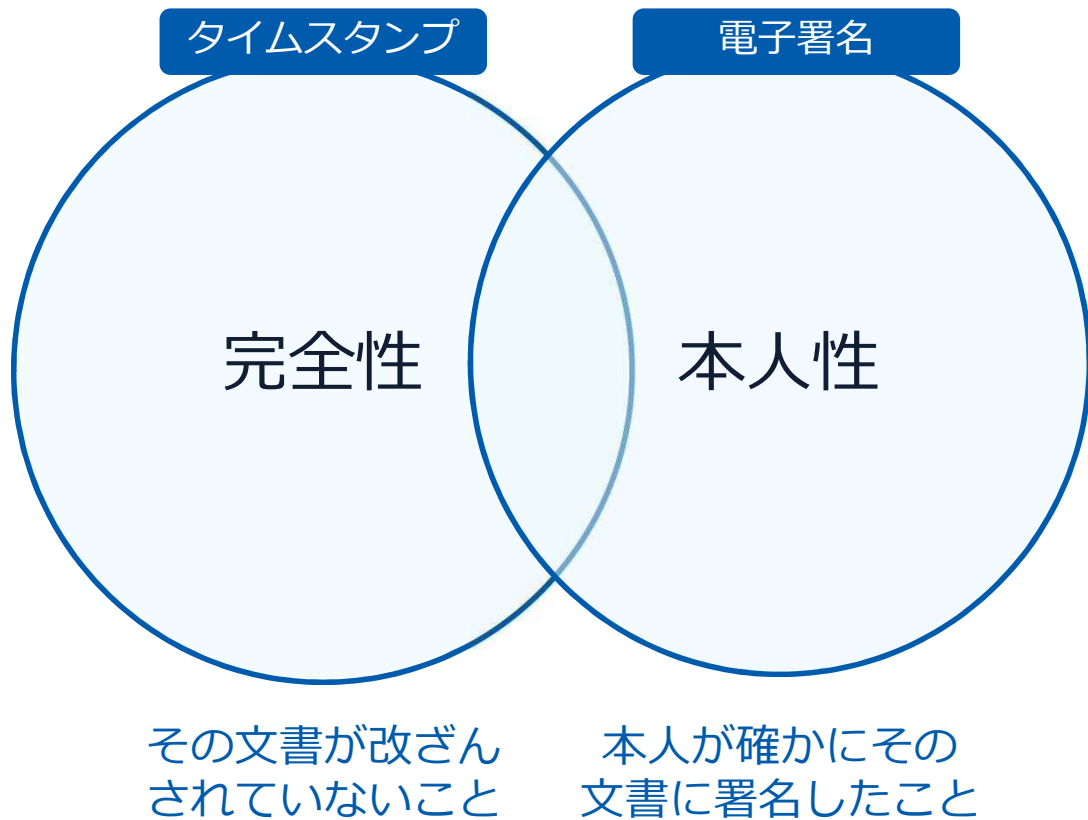 タイムスタンプ
電子署名
完全性
本人性
その文書が改ざん
されていないこと
本人が確かにその
文書に署名したこと